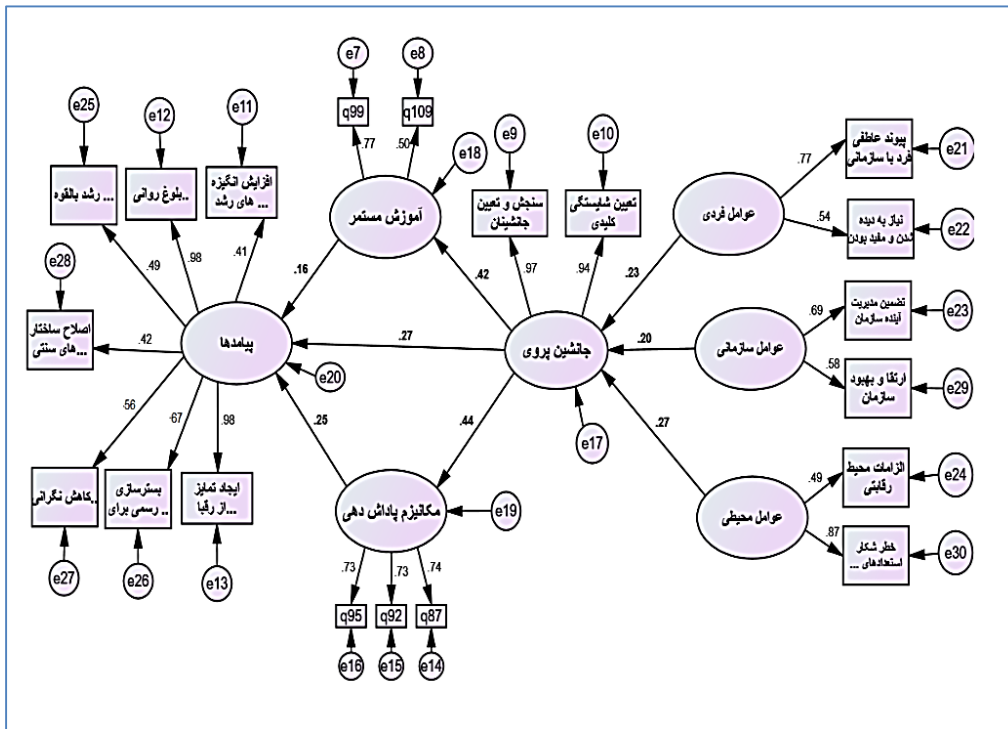 e7
e8
q99
q109
.77
.50
e18
آموزش مستمر
e25
e12
e11
رشد بالقوه ...
بلوغ روانی..
افزایش انگیزه
های رشد ...
.49
.98
.41
e9
e10
سنجش و تعیین
جانشینان
تعیین شایستگی
کلیدی
.97
.94
پیوند عاطفی
فرد با سازمانی
e21
.77
عوامل فردی
.54
نیاز به دیده
شدن و مفید بودن
e22
.16
.42
.23
e28
اصلاح ساختار
های سنتی...
.42
پیامدها
e20
.27
جانشین پروی
e17
.20
عوامل سازمانی
.69
تضمین مدیریت
آینده سازمان
e23
.58
ارتقا و بهبود
سازمان
e29
.56
.67
.98
کاهش نگرانی..
بسترسازی
رسمی برای ..
ایجاد تمایز
از رقبا...
e27
e26
e13
.25
.44
.27
مکانیزم پاداش دهی
e19
.73
.73
.74
q95
q92
q87
e16
e15
e14
عوامل محیطی
.49
الزامات محیط
رقابتی
e24
.87
خطر شکار
استعدادهای ...
e30